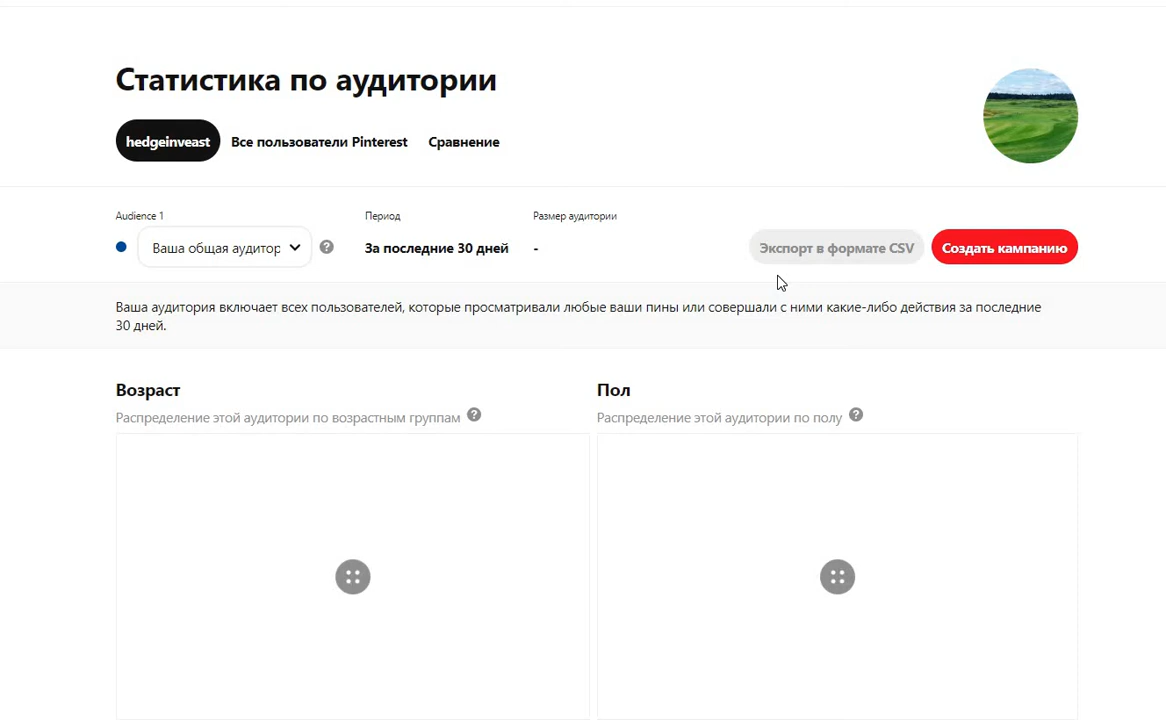 Статистика по аудитории
hedgeinveast Все пользователи Pinterest Сравнение
Audience 1 Период Размер аудитории
Ваша общая аудитор За последние 30 дней - Экспорт в формате CSV Создать кампанию
Ваша аудитория включает всех пользователей, которые просматривали любые ваши пины или совершали с ними какие-либо действия за последние
30 дней.
Возраст Пол
Распределение этой аудитории по возрастным группам ? Распределение этой аудитории по полу ?